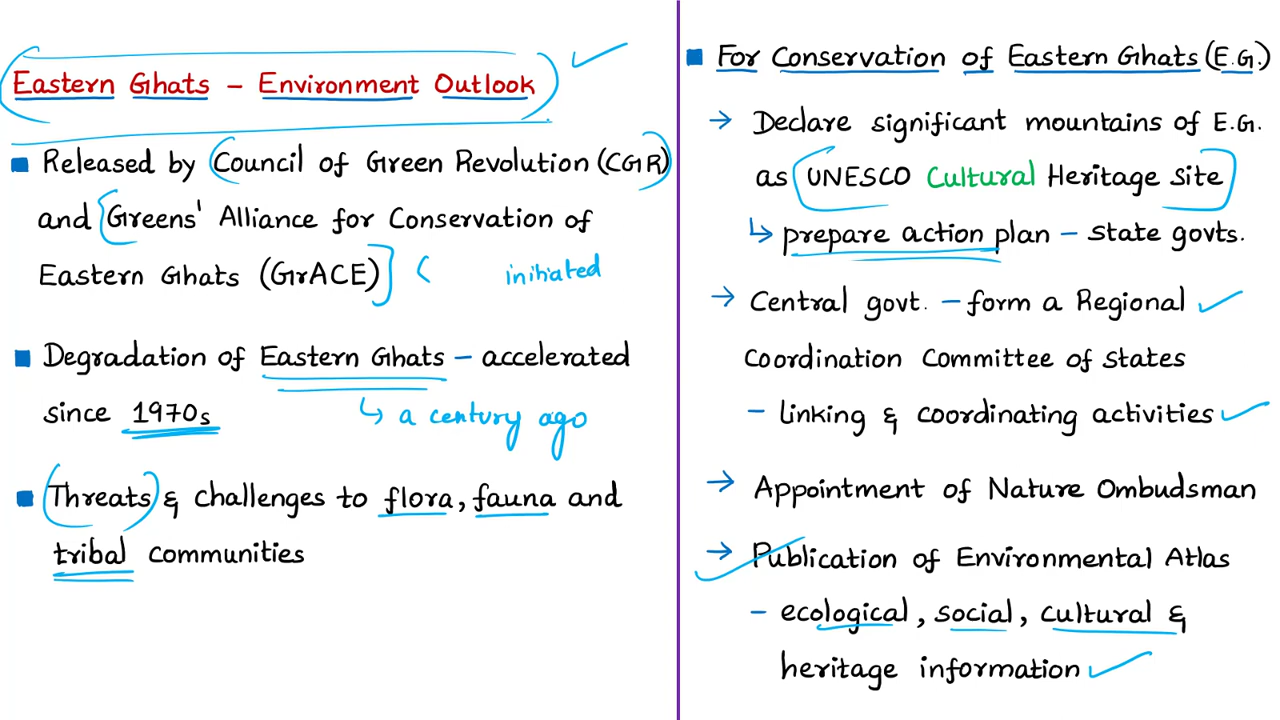 Eastern Ghats – Environment Outlook
Released by Council of Green Revolution (CGR)
and Greens' Alliance for Conservation of
Eastern Ghats (GrACE)
initiated
Degradation of Eastern Ghats – accelerated
since 1970s
↳ a century ago
Threats & challenges to flora, fauna and
tribal communities
For Conservation of Eastern Ghats (E.G.)
→ Declare significant mountains of E.G.
as UNESCO Cultural Heritage Site
↳ prepare action plan – state govts.
→ Central govt. – form a Regional
Coordination Committee of states
– linking & coordinating activities
→ Appointment of Nature Ombudsman
→ Publication of Environmental Atlas
– ecological, social, cultural &
heritage information